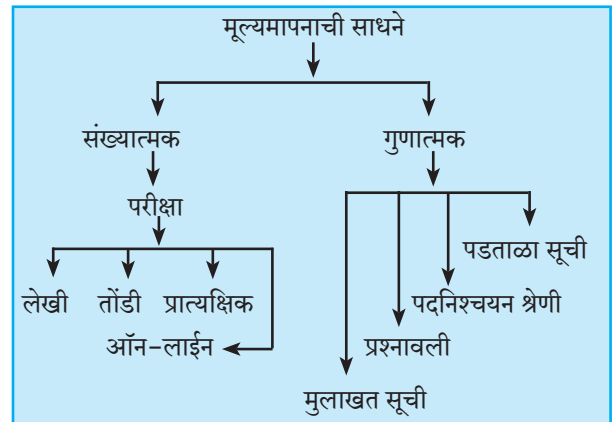 मूल्यमापनाची साधने
संख्यात्मक
गुणात्मक
परीक्षा
लेखी तोंडी प्रात्यक्षिक
ऑन-लाईन
पडताळा सूची
पदनिश्चयन श्रेणी
प्रश्नावली
मुलाखत सूची